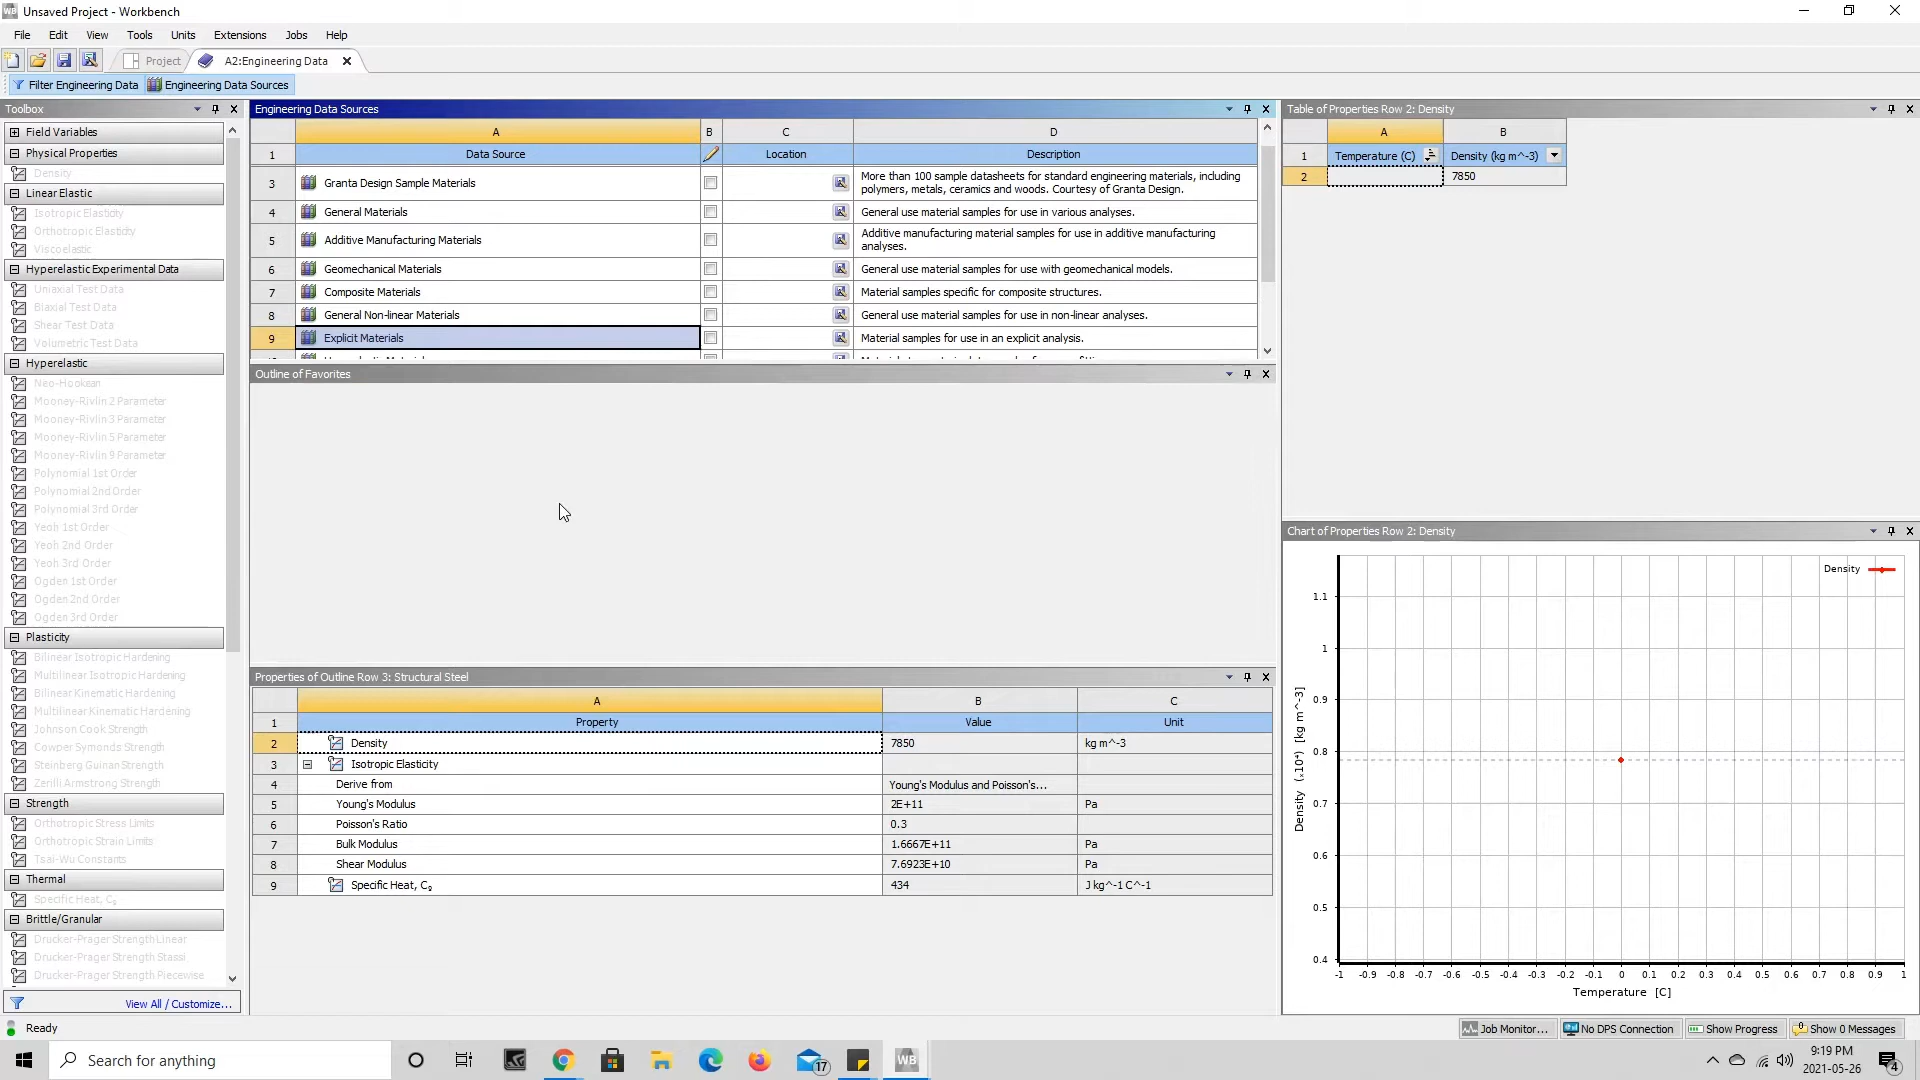 Unsaved Project - Workbench
File Edit View Tools Units Extensions Jobs Help
Project A2:Engineering Data
Filter Engineering Data Engineering Data Sources
Toolbox
Field Variables
Physical Properties
Density
Linear Elastic
Isotropic Elasticity
Orthotropic Elasticity
Viscoelastic
Hyperelastic Experimental Data
Uniaxial Test Data
Biaxial Test Data
Shear Test Data
Volumetric Test Data
Hyperelastic
Neo-Hookean
Mooney-Rivlin 2 Parameter
Mooney-Rivlin 3 Parameter
Mooney-Rivlin 5 Parameter
Mooney-Rivlin 9 Parameter
Polynomial 1st Order
Polynomial 2nd Order
Polynomial 3rd Order
Yeoh 1st Order
Yeoh 2nd Order
Yeoh 3rd Order
Ogden 1st Order
Ogden 2nd Order
Ogden 3rd Order
Plasticity
Bilinear Isotropic Hardening
Multilinear Isotropic Hardening
Bilinear Kinematic Hardening
Multilinear Kinematic Hardening
Johnson Cook Strength
Cowper Symonds Strength
Steinberg Guinan Strength
Zerilli Armstrong Strength
Strength
Orthotropic Stress Limits
Orthotropic Strain Limits
Tsai-Wu Constants
Thermal
Specific Heat, Cₚ
Brittle/Granular
Drucker-Prager Strength Linear
Drucker-Prager Strength Stassi
Drucker-Prager Strength Piecewise
View All / Customize...
Engineering Data Sources
A B C D
1 Data Source Location Description
3 Granta Design Sample Materials More than 100 sample datasheets for standard engineering materials, including
polymers, metals, ceramics and woods. Courtesy of Granta Design.
4 General Materials General use material samples for use in various analyses.
5 Additive Manufacturing Materials Additive manufacturing material samples for use in additive manufacturing
analyses.
6 Geomechanical Materials General use material samples for use with geomechanical models.
7 Composite Materials Material samples specific for composite structures.
8 General Non-linear Materials General use material samples for use in non-linear analyses.
9 Explicit Materials Material samples for use in an explicit analysis.
Outline of Favorites
Properties of Outline Row 3: Structural Steel
A B C
1 Property Value Unit
2 Density 7850 kg m^-3
3 Isotropic Elasticity
4 Derive from Young's Modulus and Poisson's...
5 Young's Modulus 2E+11 Pa
6 Poisson's Ratio 0.3
7 Bulk Modulus 1.6667E+11 Pa
8 Shear Modulus 7.6923E+10 Pa
9 Specific Heat, Cₚ 434 J kg^-1 C^-1
Table of Properties Row 2: Density
A B
1 Temperature (C) Density (kg m^-3)
2 7850
Chart of Properties Row 2: Density
Density
1.1
1
0.9
0.8
0.7
0.6
0.5
0.4
Density (x10⁴) [kg m^-3]
-1 -0.9 -0.8 -0.7 -0.6 -0.5 -0.4 -0.3 -0.2 -0.1 0 0.1 0.2 0.3 0.4 0.5 0.6 0.7 0.8 0.9 1
Temperature [C]
Ready
Job Monitor... No DPS Connection Show Progress Show 0 Messages
Search for anything
17
WB
9:19 PM
2021-05-26
4